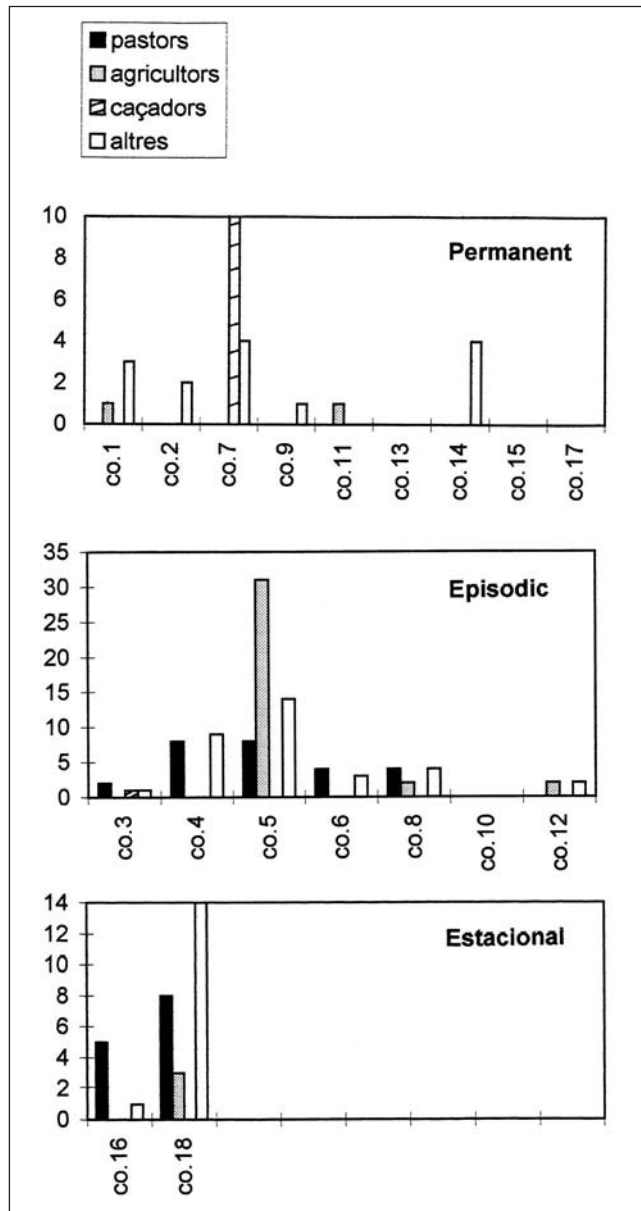 pastors
agricultors
caçadors
altres
Permanent
10
8
6
4
2
0
co.1
co.2
co.7
co.9
co.11
co.13
co.14
co.15
co.17
Episodic
35
30
25
20
15
10
5
0
co.3
co.4
co.5
co.6
co.8
co.10
co.12
Estacional
14
12
10
8
6
4
2
0
co.16
co.18